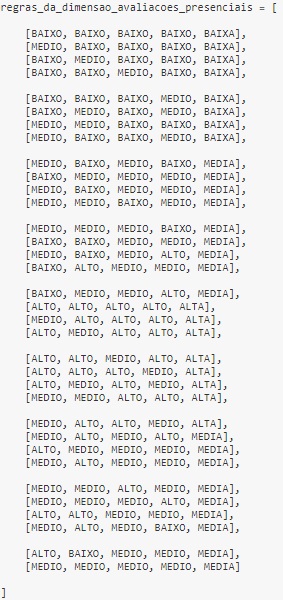 regras_da_dimensao_avaliacoes_presenciais = [
[BAIXO, BAIXO, BAIXO, BAIXO, BAIXA],
[MEDIO, BAIXO, BAIXO, BAIXO, BAIXA],
[BAIXO, MEDIO, BAIXO, BAIXO, BAIXA],
[BAIXO, BAIXO, MEDIO, BAIXO, BAIXA],
[BAIXO, BAIXO, BAIXO, MEDIO, BAIXA],
[BAIXO, MEDIO, BAIXO, MEDIO, BAIXA],
[MEDIO, MEDIO, BAIXO, BAIXO, BAIXA],
[MEDIO, BAIXO, BAIXO, MEDIO, BAIXA],
[MEDIO, BAIXO, MEDIO, BAIXO, MEDIA],
[BAIXO, MEDIO, MEDIO, MEDIO, MEDIA],
[MEDIO, BAIXO, MEDIO, MEDIO, MEDIA],
[MEDIO, MEDIO, BAIXO, MEDIO, MEDIA],
[MEDIO, MEDIO, MEDIO, BAIXO, MEDIA],
[BAIXO, BAIXO, MEDIO, MEDIO, MEDIA],
[MEDIO, BAIXO, MEDIO, ALTO, MEDIA],
[BAIXO, ALTO, MEDIO, MEDIO, MEDIA],
[BAIXO, MEDIO, MEDIO, ALTO, MEDIA],
[ALTO, ALTO, ALTO, ALTO, ALTA],
[MEDIO, ALTO, ALTO, ALTO, ALTA],
[ALTO, MEDIO, ALTO, ALTO, ALTA],
[ALTO, ALTO, MEDIO, ALTO, ALTA],
[ALTO, ALTO, ALTO, MEDIO, ALTA],
[ALTO, MEDIO, ALTO, MEDIO, ALTA],
[MEDIO, MEDIO, ALTO, ALTO, ALTA],
[MEDIO, ALTO, ALTO, MEDIO, ALTA],
[MEDIO, ALTO, MEDIO, ALTO, MEDIA],
[ALTO, MEDIO, MEDIO, MEDIO, MEDIA],
[MEDIO, ALTO, MEDIO, MEDIO, MEDIA],
[MEDIO, MEDIO, ALTO, MEDIO, MEDIA],
[MEDIO, MEDIO, MEDIO, ALTO, MEDIA],
[ALTO, ALTO, MEDIO, MEDIO, MEDIA],
[MEDIO, ALTO, MEDIO, BAIXO, MEDIA],
[ALTO, BAIXO, MEDIO, MEDIO, MEDIA],
[MEDIO, MEDIO, MEDIO, MEDIO, MEDIA]
]